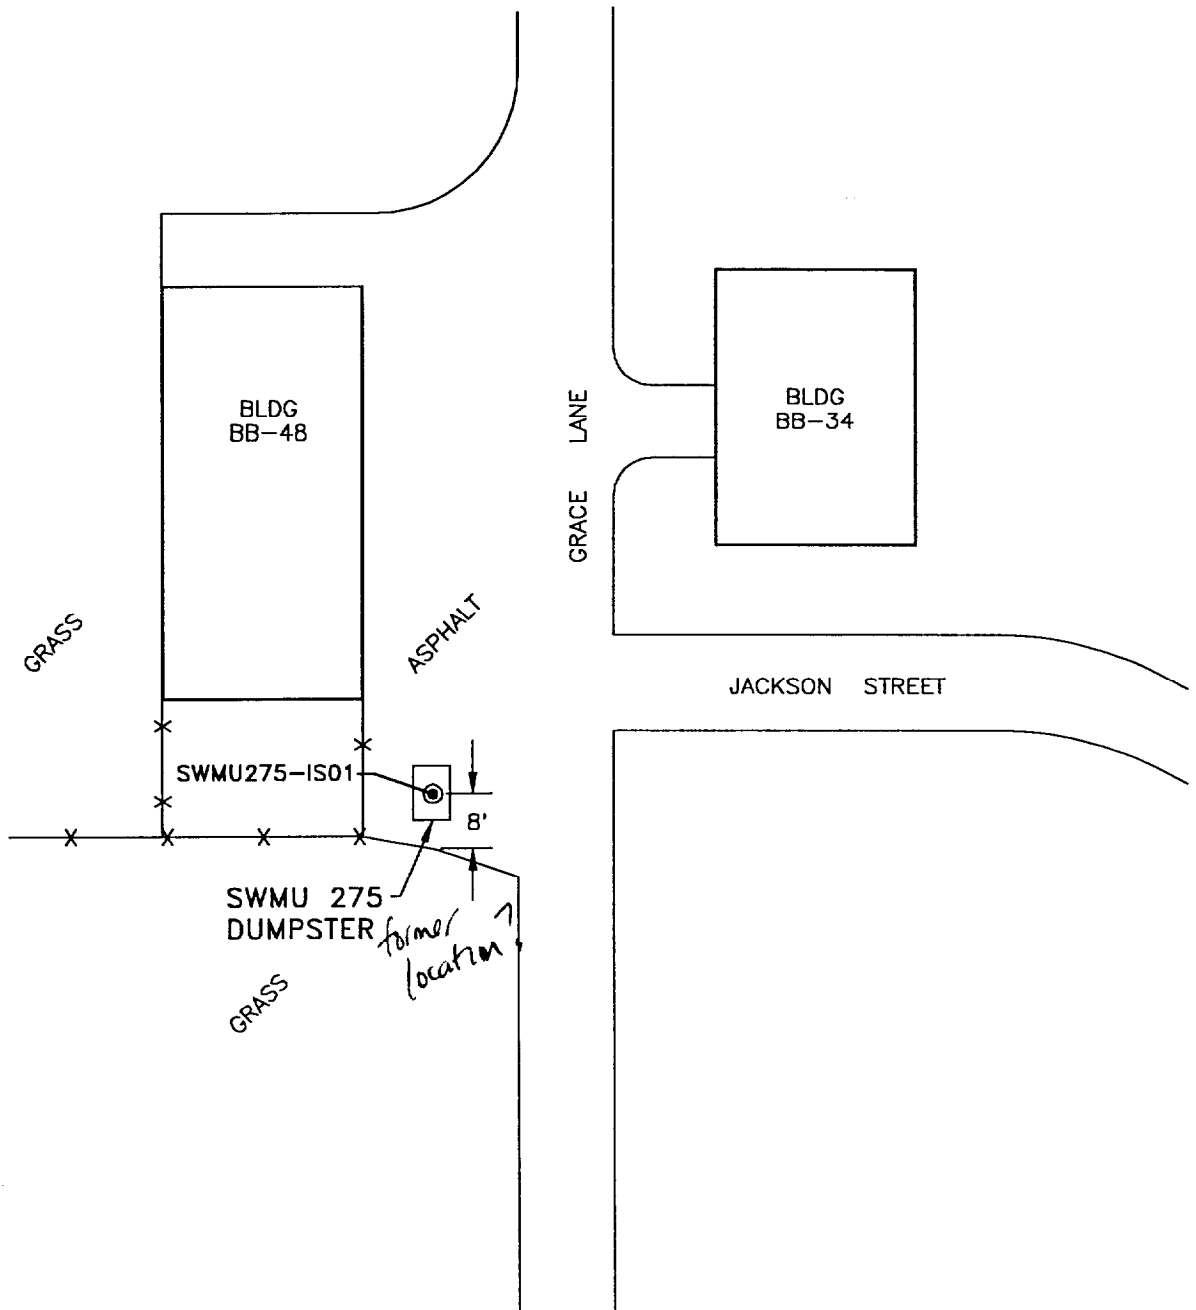 BLDG
BB-48
BLDG
BB-34
GRACE LANE
GRASS
ASPHALT
JACKSON STREET
SWMU275-IS01
8'
SWMU 275
DUMPSTER former
location ?
GRASS